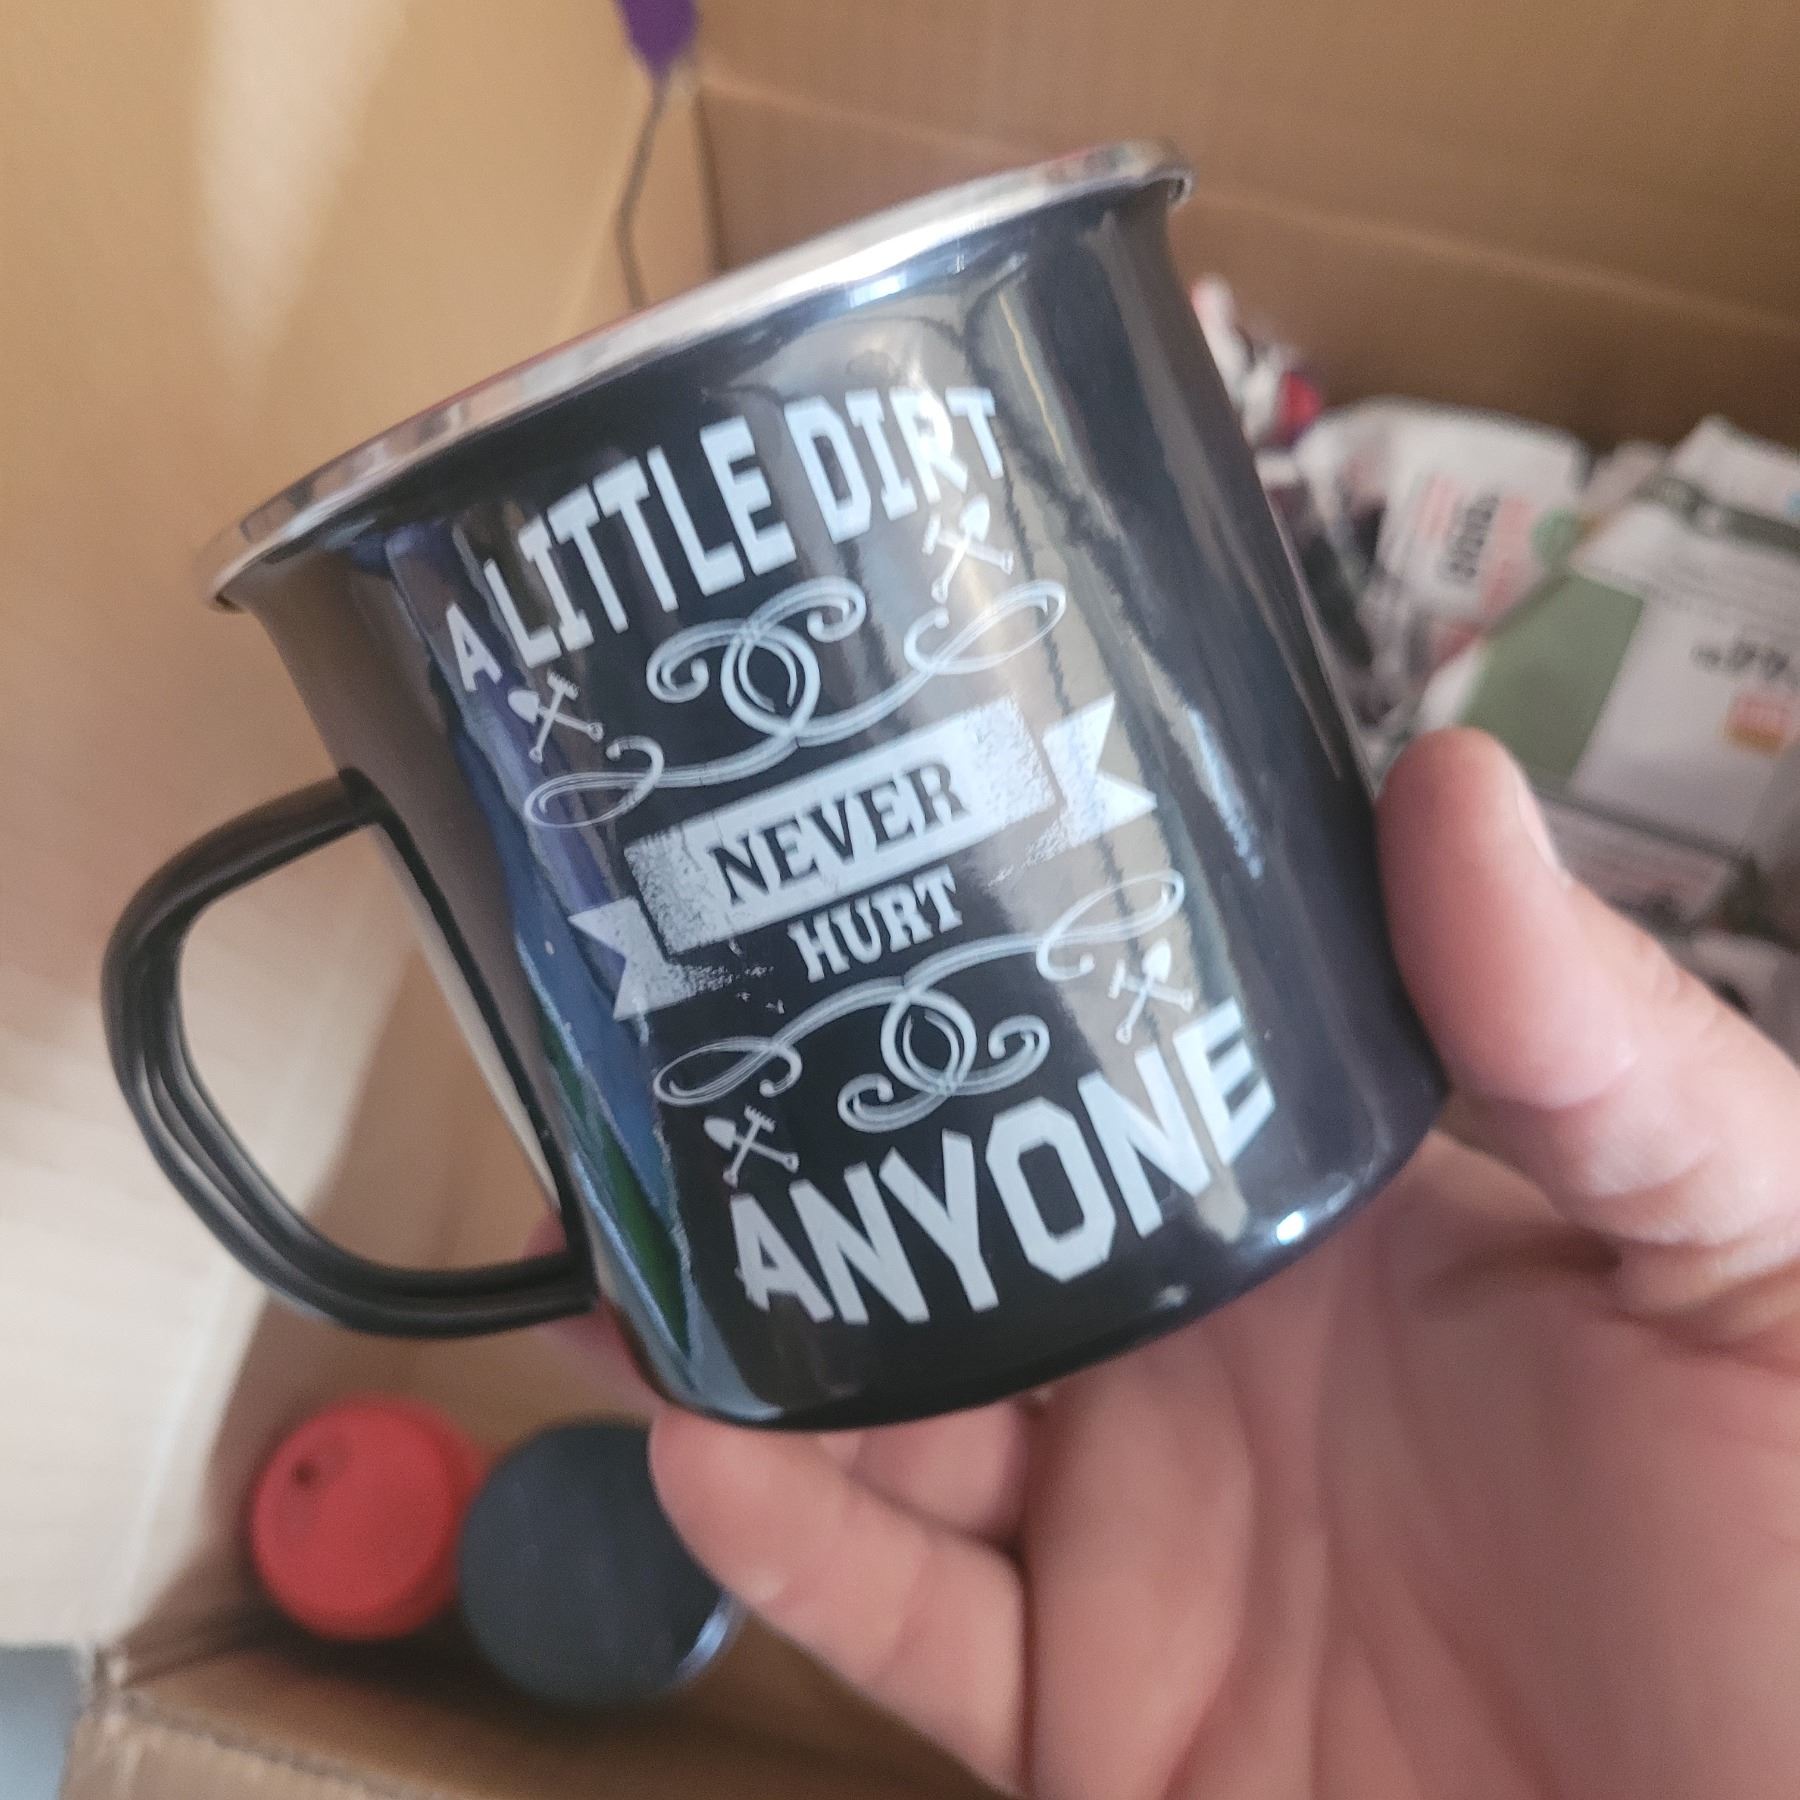 A LITTLE DIRT
NEVER
HURT
ANYONE